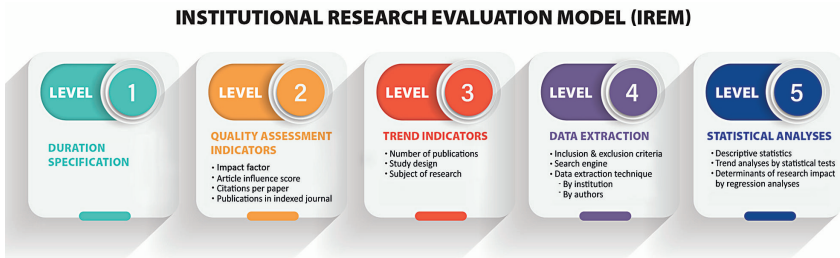 INSTITUTIONAL RESEARCH EVALUATION MODEL (IREM)
LEVEL 1
DURATION
SPECIFICATION
LEVEL 2
QUALITY ASSESSMENT
INDICATORS
• Impact factor
• Article influence score
• Citations per paper
• Publications in indexed journal
LEVEL 3
TREND INDICATORS
• Number of publications
• Study design
• Subject of research
LEVEL 4
DATA EXTRACTION
• Inclusion & exclusion criteria
• Search engine
• Data extraction technique
- By institution
• By authors
LEVEL 5
STATISTICAL ANALYSES
• Descriptive statistics
• Trend analyses by statistical tests
• Determinants of research impact
by regression analyses